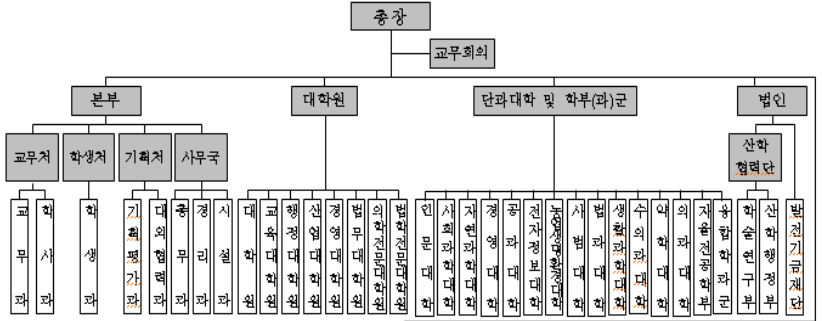 총장
교무회의
본부
대학원
단과대학 및 학부(과)군
법인
교무처
학생처
기획처
사무국
산학
협력단
교무과
학사과
학생과
기획평가과
대외협력과
총무과
경리과
시설과
대학원
교육대학원
행정대학원
산업대학원
경영대학원
법무대학원
의학전문대학원
법학전문대학원
인문대학
사회과학대학
자연과학대학
경영대학
공과대학
전자정보대학
농업생명환경대학
사범대학
법과대학
생활과학대학
수의과대학
약학대학
의과대학
자율전공학부
융합학과군
학술연구부
산학행정부
발전기금재단